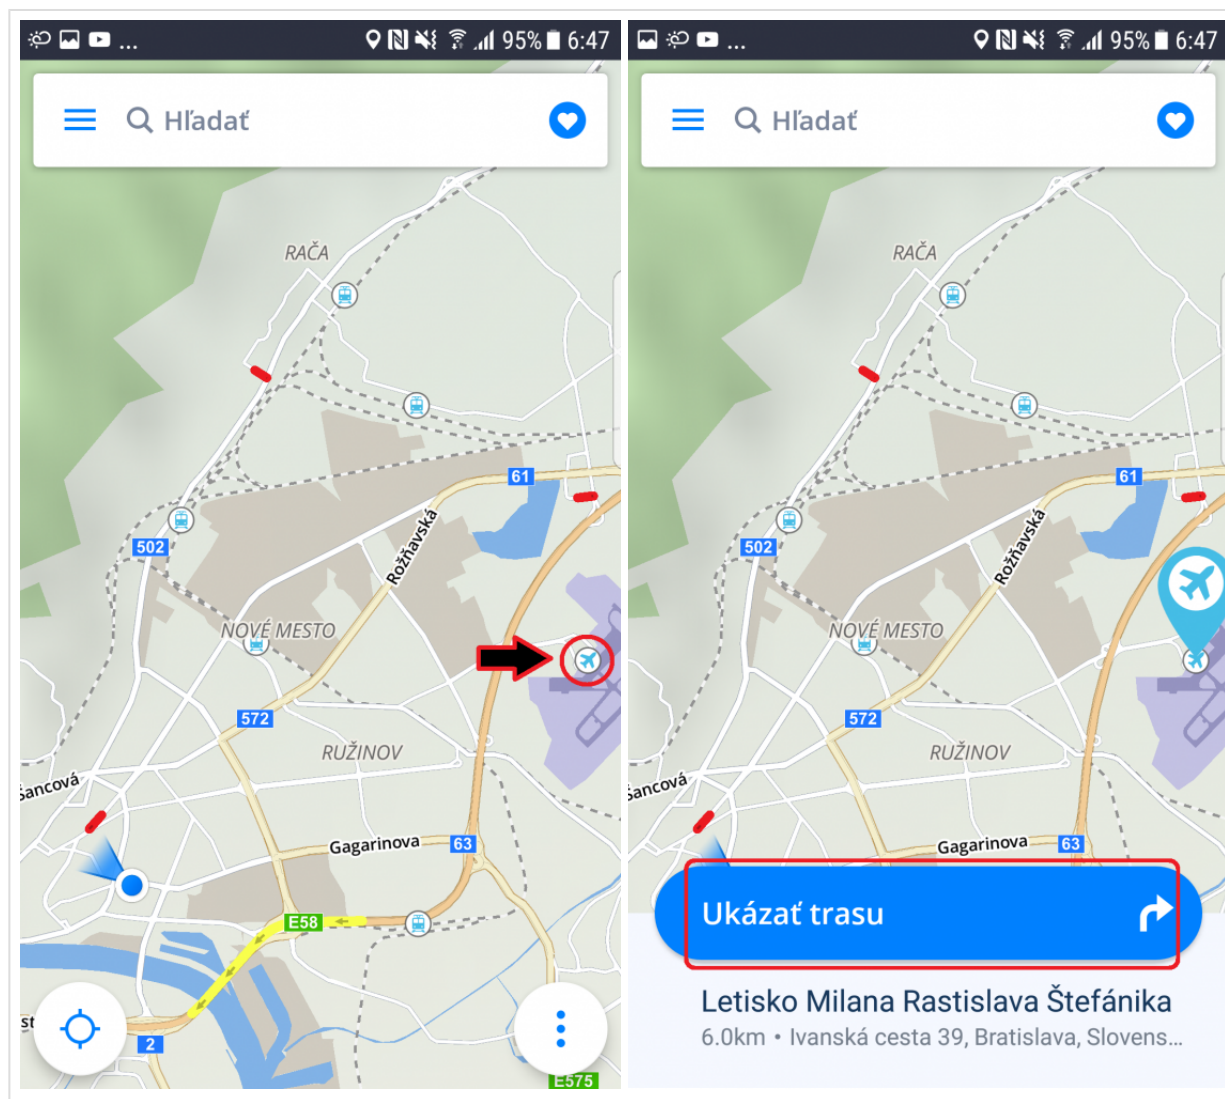 ... 95% 6:47
Hľadať
RAČA
61
Rožňavská
502
NOVÉ MESTO
572
RUŽINOV
Šancová
Gagarinova
63
E58
2
E575
... 95% 6:47
Hľadať
RAČA
61
Rožňavská
502
NOVÉ MESTO
572
RUŽINOV
Šancová
Gagarinova
63
Ukázať trasu
Letisko Milana Rastislava Štefánika
6.0km • Ivanská cesta 39, Bratislava, Slovens...